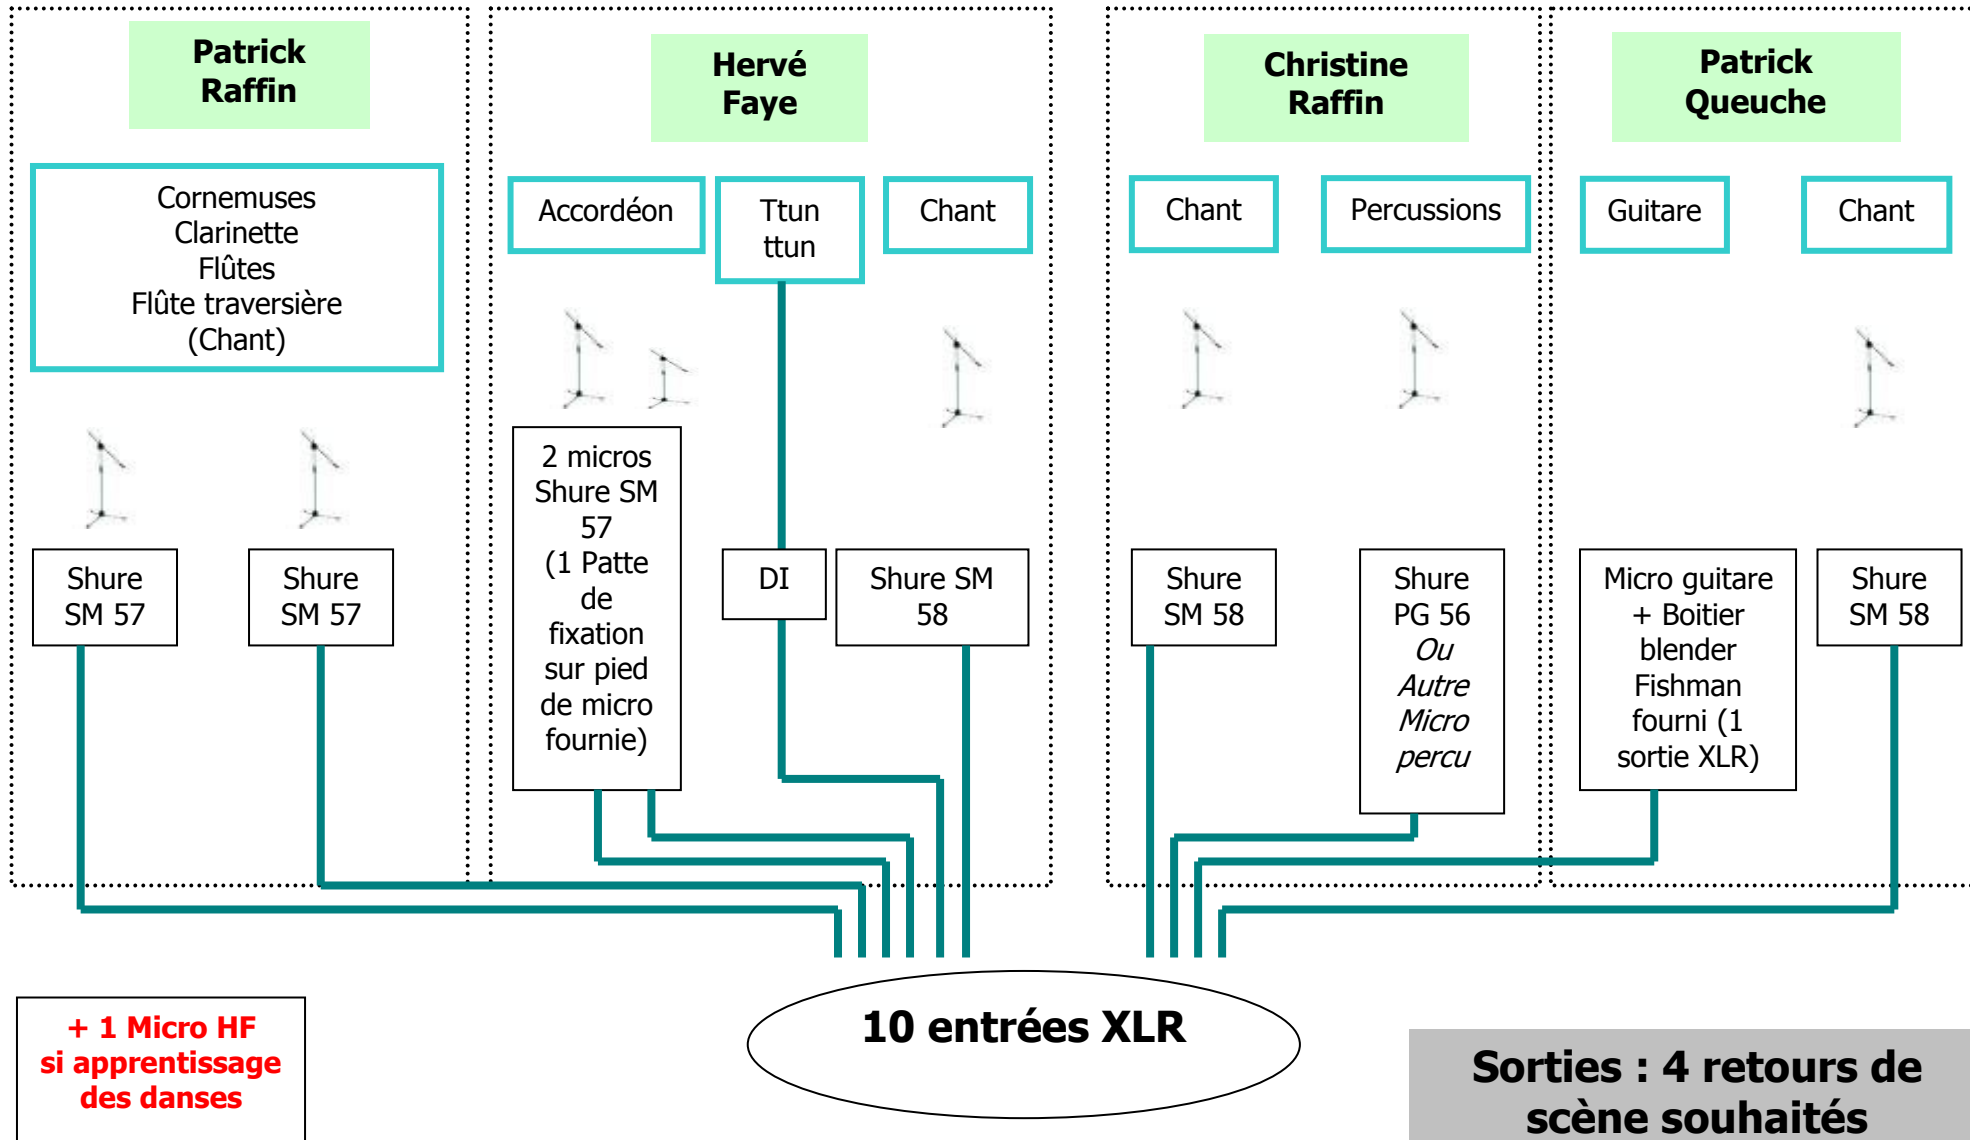 Patrick
Raffin
Hervé
Faye
Christine
Raffin
Patrick
Queuche
Cornemuses
Clarinette
Flûtes
Flûte traversière
(Chant)
Accordéon
Ttun
ttun
Chant
Chant
Percussions
Guitare
Chant
Shure
SM 57
Shure
SM 57
2 micros
Shure SM
57
(1 Patte
de
fixation
sur pied
de micro
fournie)
DI
Shure SM
58
Shure
SM 58
Shure
PG 56
Ou
Autre
Micro
percu
Micro guitare
+ Boitier
blender
Fishman
fourni (1
sortie XLR)
Shure
SM 58
+ 1 Micro HF
si apprentissage
des danses
10 entrées XLR
Sorties : 4 retours de
scène souhaités